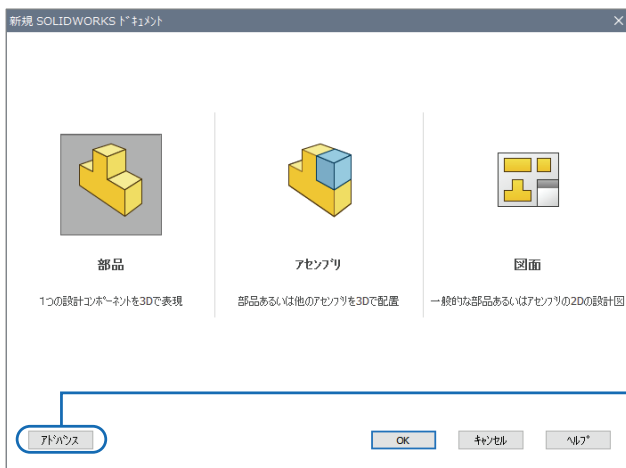 新規 SOLIDWORKS ﾄﾞｷｭﾒﾝﾄ
部品
ｱｾﾝﾌﾞﾘ
図面
1つの設計ｺﾝﾎﾟｰﾈﾝﾄを3Dで表現
部品あるいは他のｱｾﾝﾌﾞﾘを3Dで配置
一般的な部品あるいはｱｾﾝﾌﾞﾘの2Dの設計図
ｱﾄﾞﾊﾞﾝｽ
OK
ｷｬﾝｾﾙ
ﾍﾙﾌﾟ